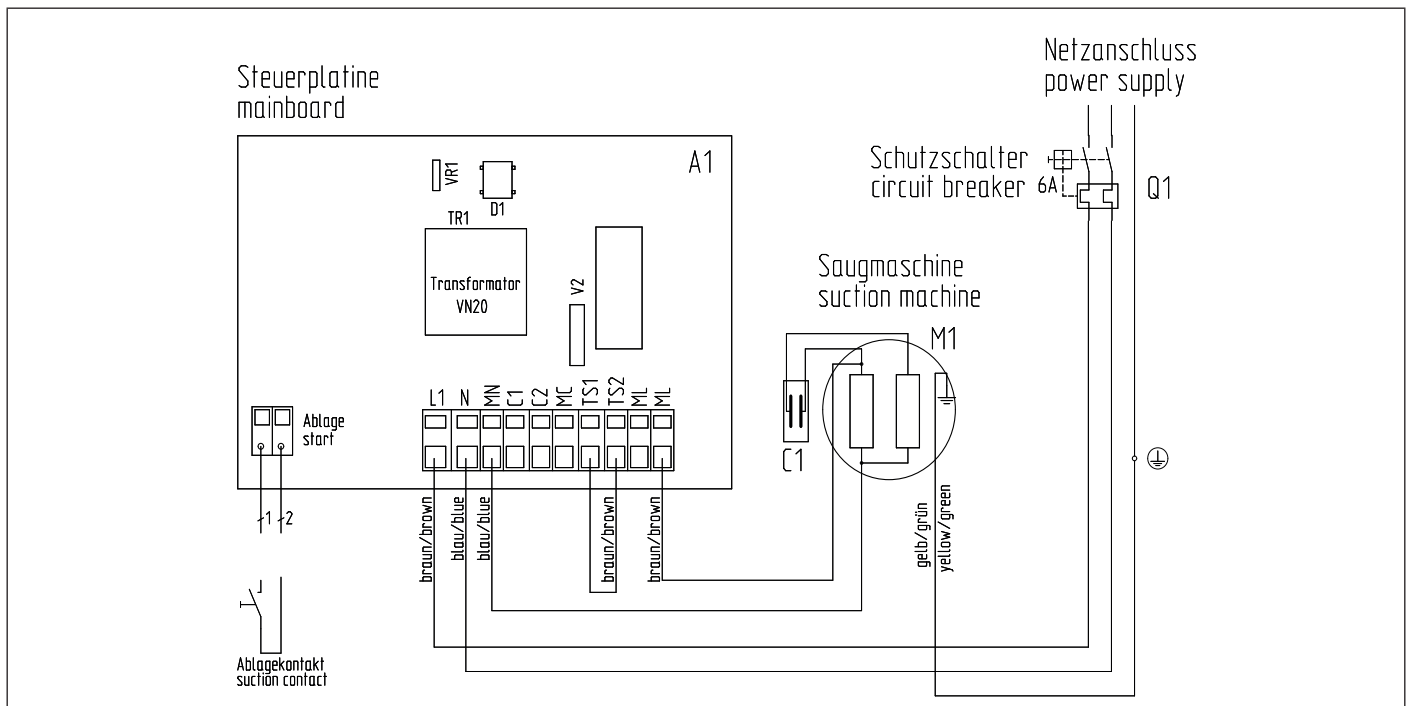 Netzanschluss
power supply
Steuerplatine
mainboard
A1
Schutzschalter
circuit breaker 6A
Q1
VR1
D1
TR1
Transformator
VN20
V2
Saugmaschine
suction machine
M1
C1
L1 N MN C1 C2 MC TS1 TS2 ML ML
Ablage
start
1 2
braun/brown
blau/blue
blau/blue
braun/brown
braun/brown
gelb/grün
yellow/green
Ablagekontakt
suction contact